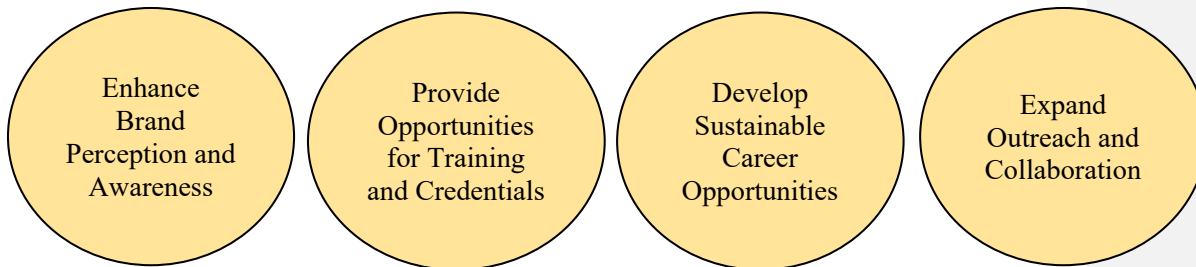 Enhance
Brand
Perception and
Awareness
Provide
Opportunities
for Training
and Credentials
Develop
Sustainable
Career
Opportunities
Expand
Outreach and
Collaboration